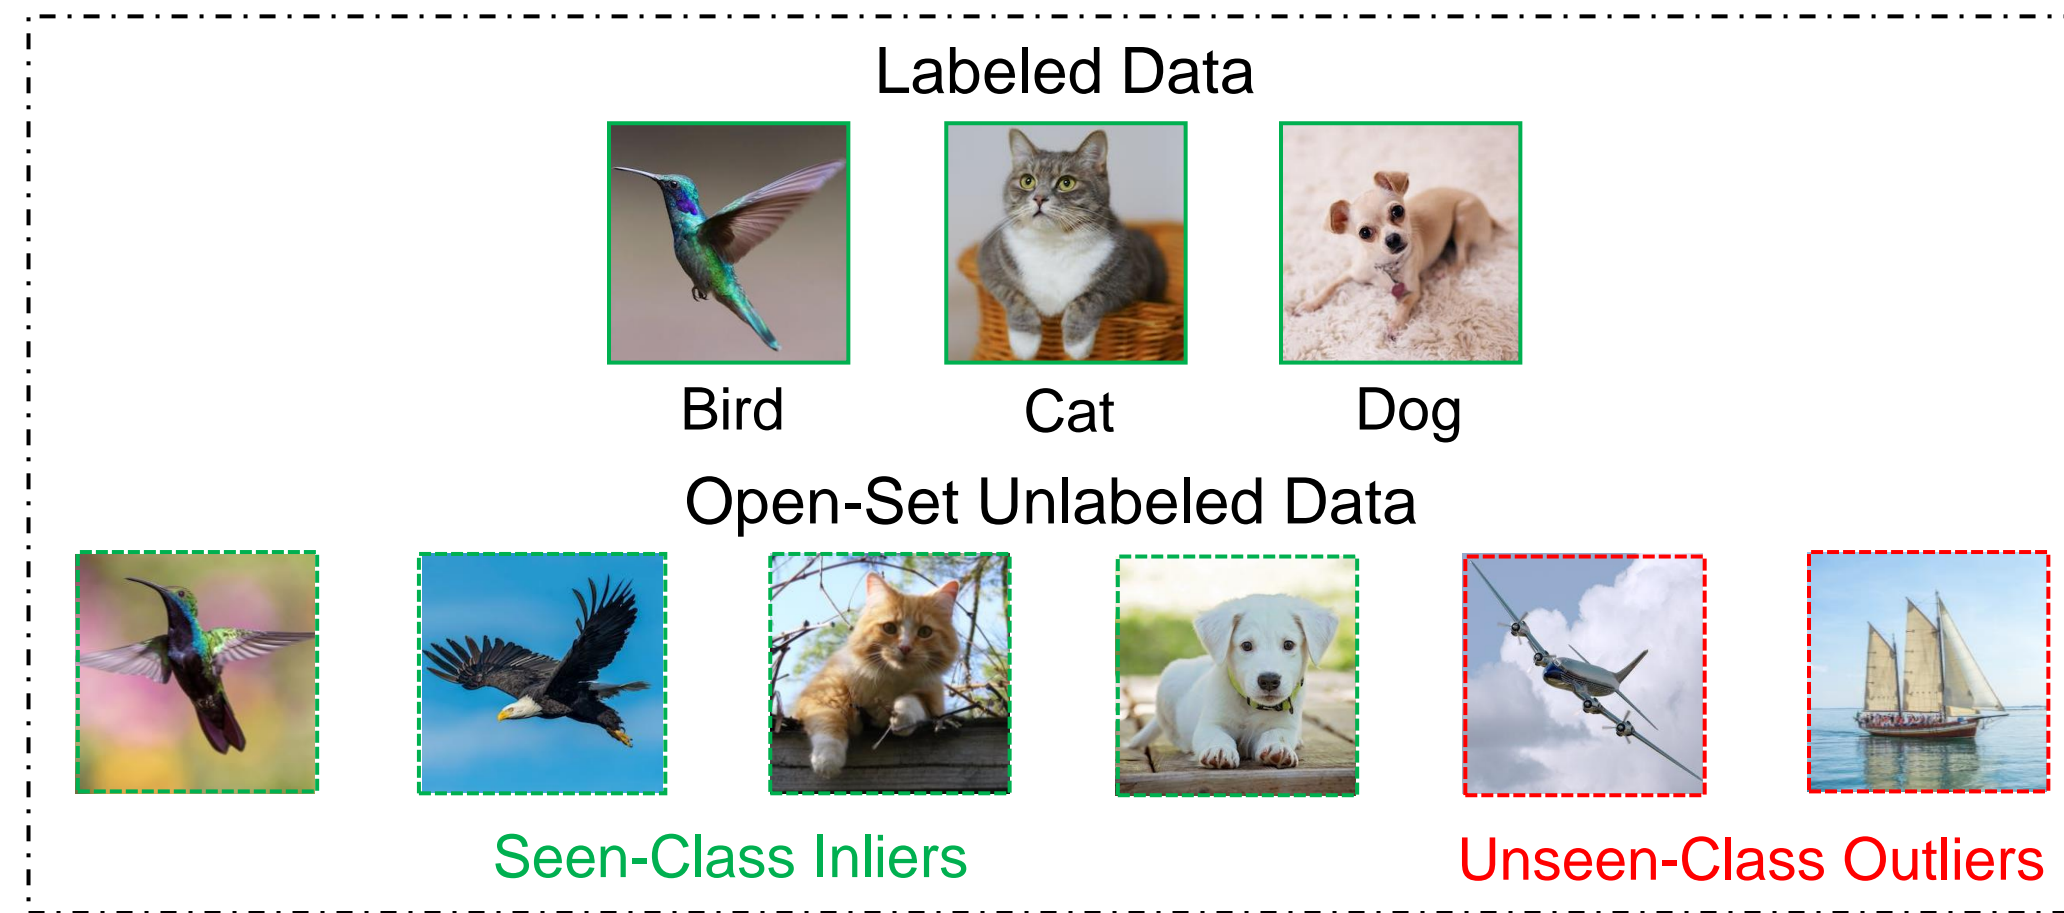 Labeled Data
Bird
Cat
Dog
Open-Set Unlabeled Data
Seen-Class Inliers
Unseen-Class Outliers